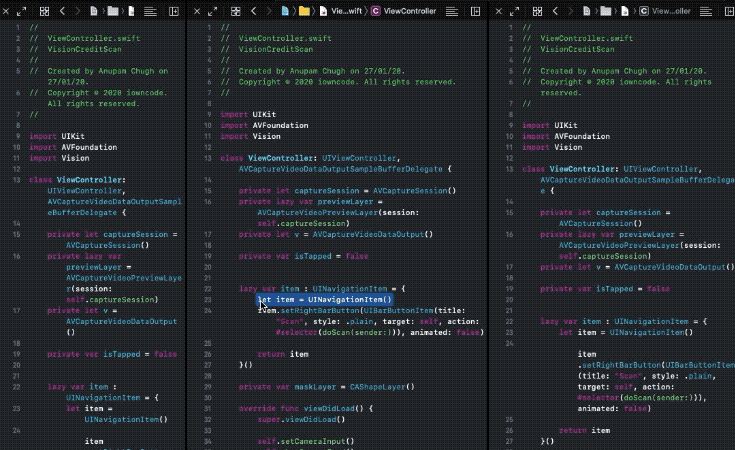 1 //
2 //  ViewController.swift
3 //  VisionCreditScan
4 //
5 //  Created by Anupam Chugh on
27/01/20.
6 //  Copyright © 2020 iowncode.
All rights reserved.
7 //
8
9 import UIKit
10 import AVFoundation
11 import Vision
12
13 class ViewController:
UIViewController,
AVCaptureVideoDataOutputSampl
eBufferDelegate {
14
15 private let captureSession =
AVCaptureSession()
16 private lazy var
previewLayer =
AVCaptureVideoPreviewLaye
r(session:
self.captureSession)
17 private let v =
AVCaptureVideoDataOutput
()
18
19 private var isTapped = false
20
21
22 lazy var item :
UINavigationItem = {
23 let item =
UINavigationItem()
24
item
Vie...wift
ViewController
1 //
2 //  ViewController.swift
3 //  VisionCreditScan
4 //
5 //  Created by Anupam Chugh on 27/01/20.
6 //  Copyright © 2020 iowncode. All rights reserved.
7 //
8
9 import UIKit
10 import AVFoundation
11 import Vision
12
13 class ViewController: UIViewController,
AVCaptureVideoDataOutputSampleBufferDelegate {
14
15 private let captureSession = AVCaptureSession()
16 private lazy var previewLayer =
AVCaptureVideoPreviewLayer(session:
self.captureSession)
17 private let v = AVCaptureVideoDataOutput()
18
19 private var isTapped = false
20
21
22 lazy var item : UINavigationItem = {
23 let item = UINavigationItem()
24 item.setRightBarButton(UIBarButtonItem(title:
"Scan", style: .plain, target: self, action:
#selector(doScan(sender:))), animated: false)
25
26 return item
27 }()
28
29 private var maskLayer = CAShapeLayer()
30
31 override func viewDidLoad() {
32 super.viewDidLoad()
33
34 self.setCameraInput()
View...oller
1 //
2 //  ViewController.swift
3 //  VisionCreditScan
4 //
5 //  Created by Anupam Chugh on 27/01/20.
6 //  Copyright © 2020 iowncode. All rights
reserved.
7 //
8
9 import UIKit
10 import AVFoundation
11 import Vision
12
13 class ViewController: UIViewController,
AVCaptureVideoDataOutputSampleBufferDelegat
e {
14
15 private let captureSession =
AVCaptureSession()
16 private lazy var previewLayer =
AVCaptureVideoPreviewLayer(session:
self.captureSession)
17 private let v = AVCaptureVideoDataOutput()
18
19 private var isTapped = false
20
21
22 lazy var item : UINavigationItem = {
23 let item = UINavigationItem()
24
item
.setRightBarButton(UIBarButtonItem
(title: "Scan", style: .plain,
target: self, action:
#selector(doScan(sender:))),
animated: false)
25
26 return item
27 }()